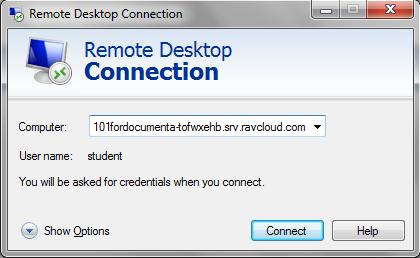 Remote Desktop Connection
Remote Desktop
Connection
Computer: 101fordocumenta-tofwxehb.srv.ravcloud.com
User name: student
You will be asked for credentials when you connect.
Show Options Connect Help